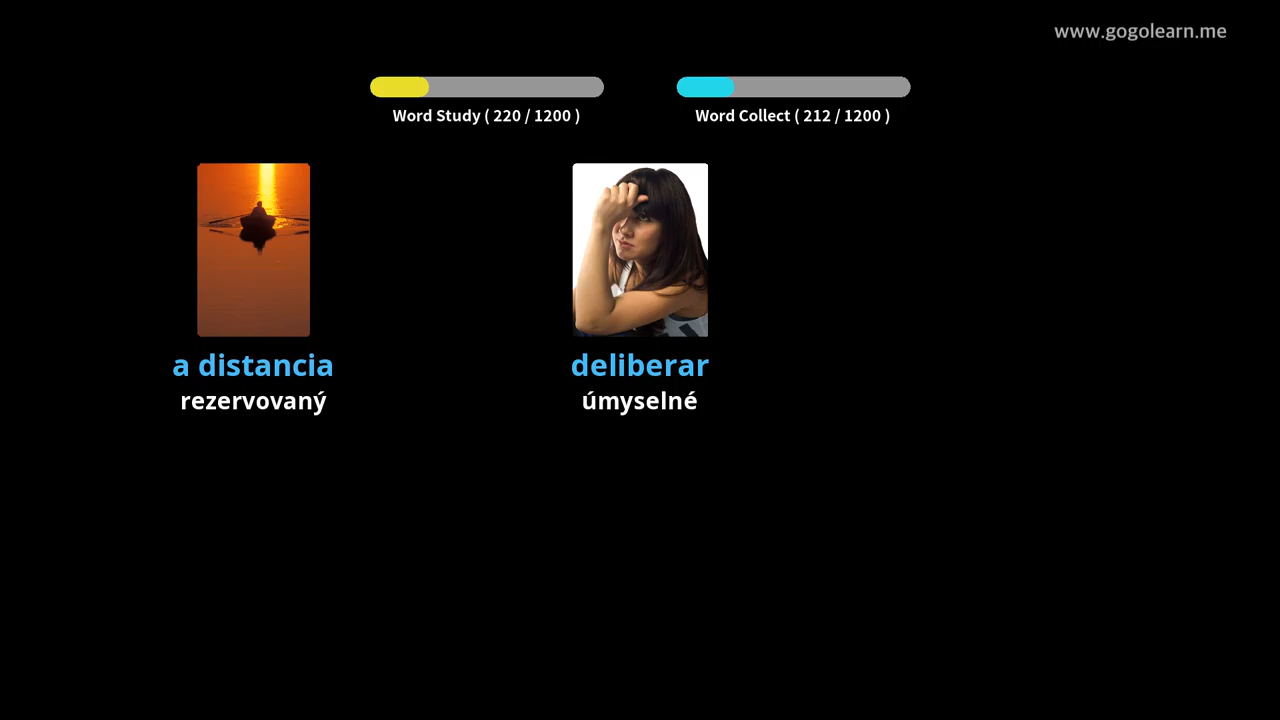 www.gogolearn.me
Word Study ( 220 / 1200 )
Word Collect ( 212 / 1200 )
a distancia
rezervovaný
deliberar
úmyselné